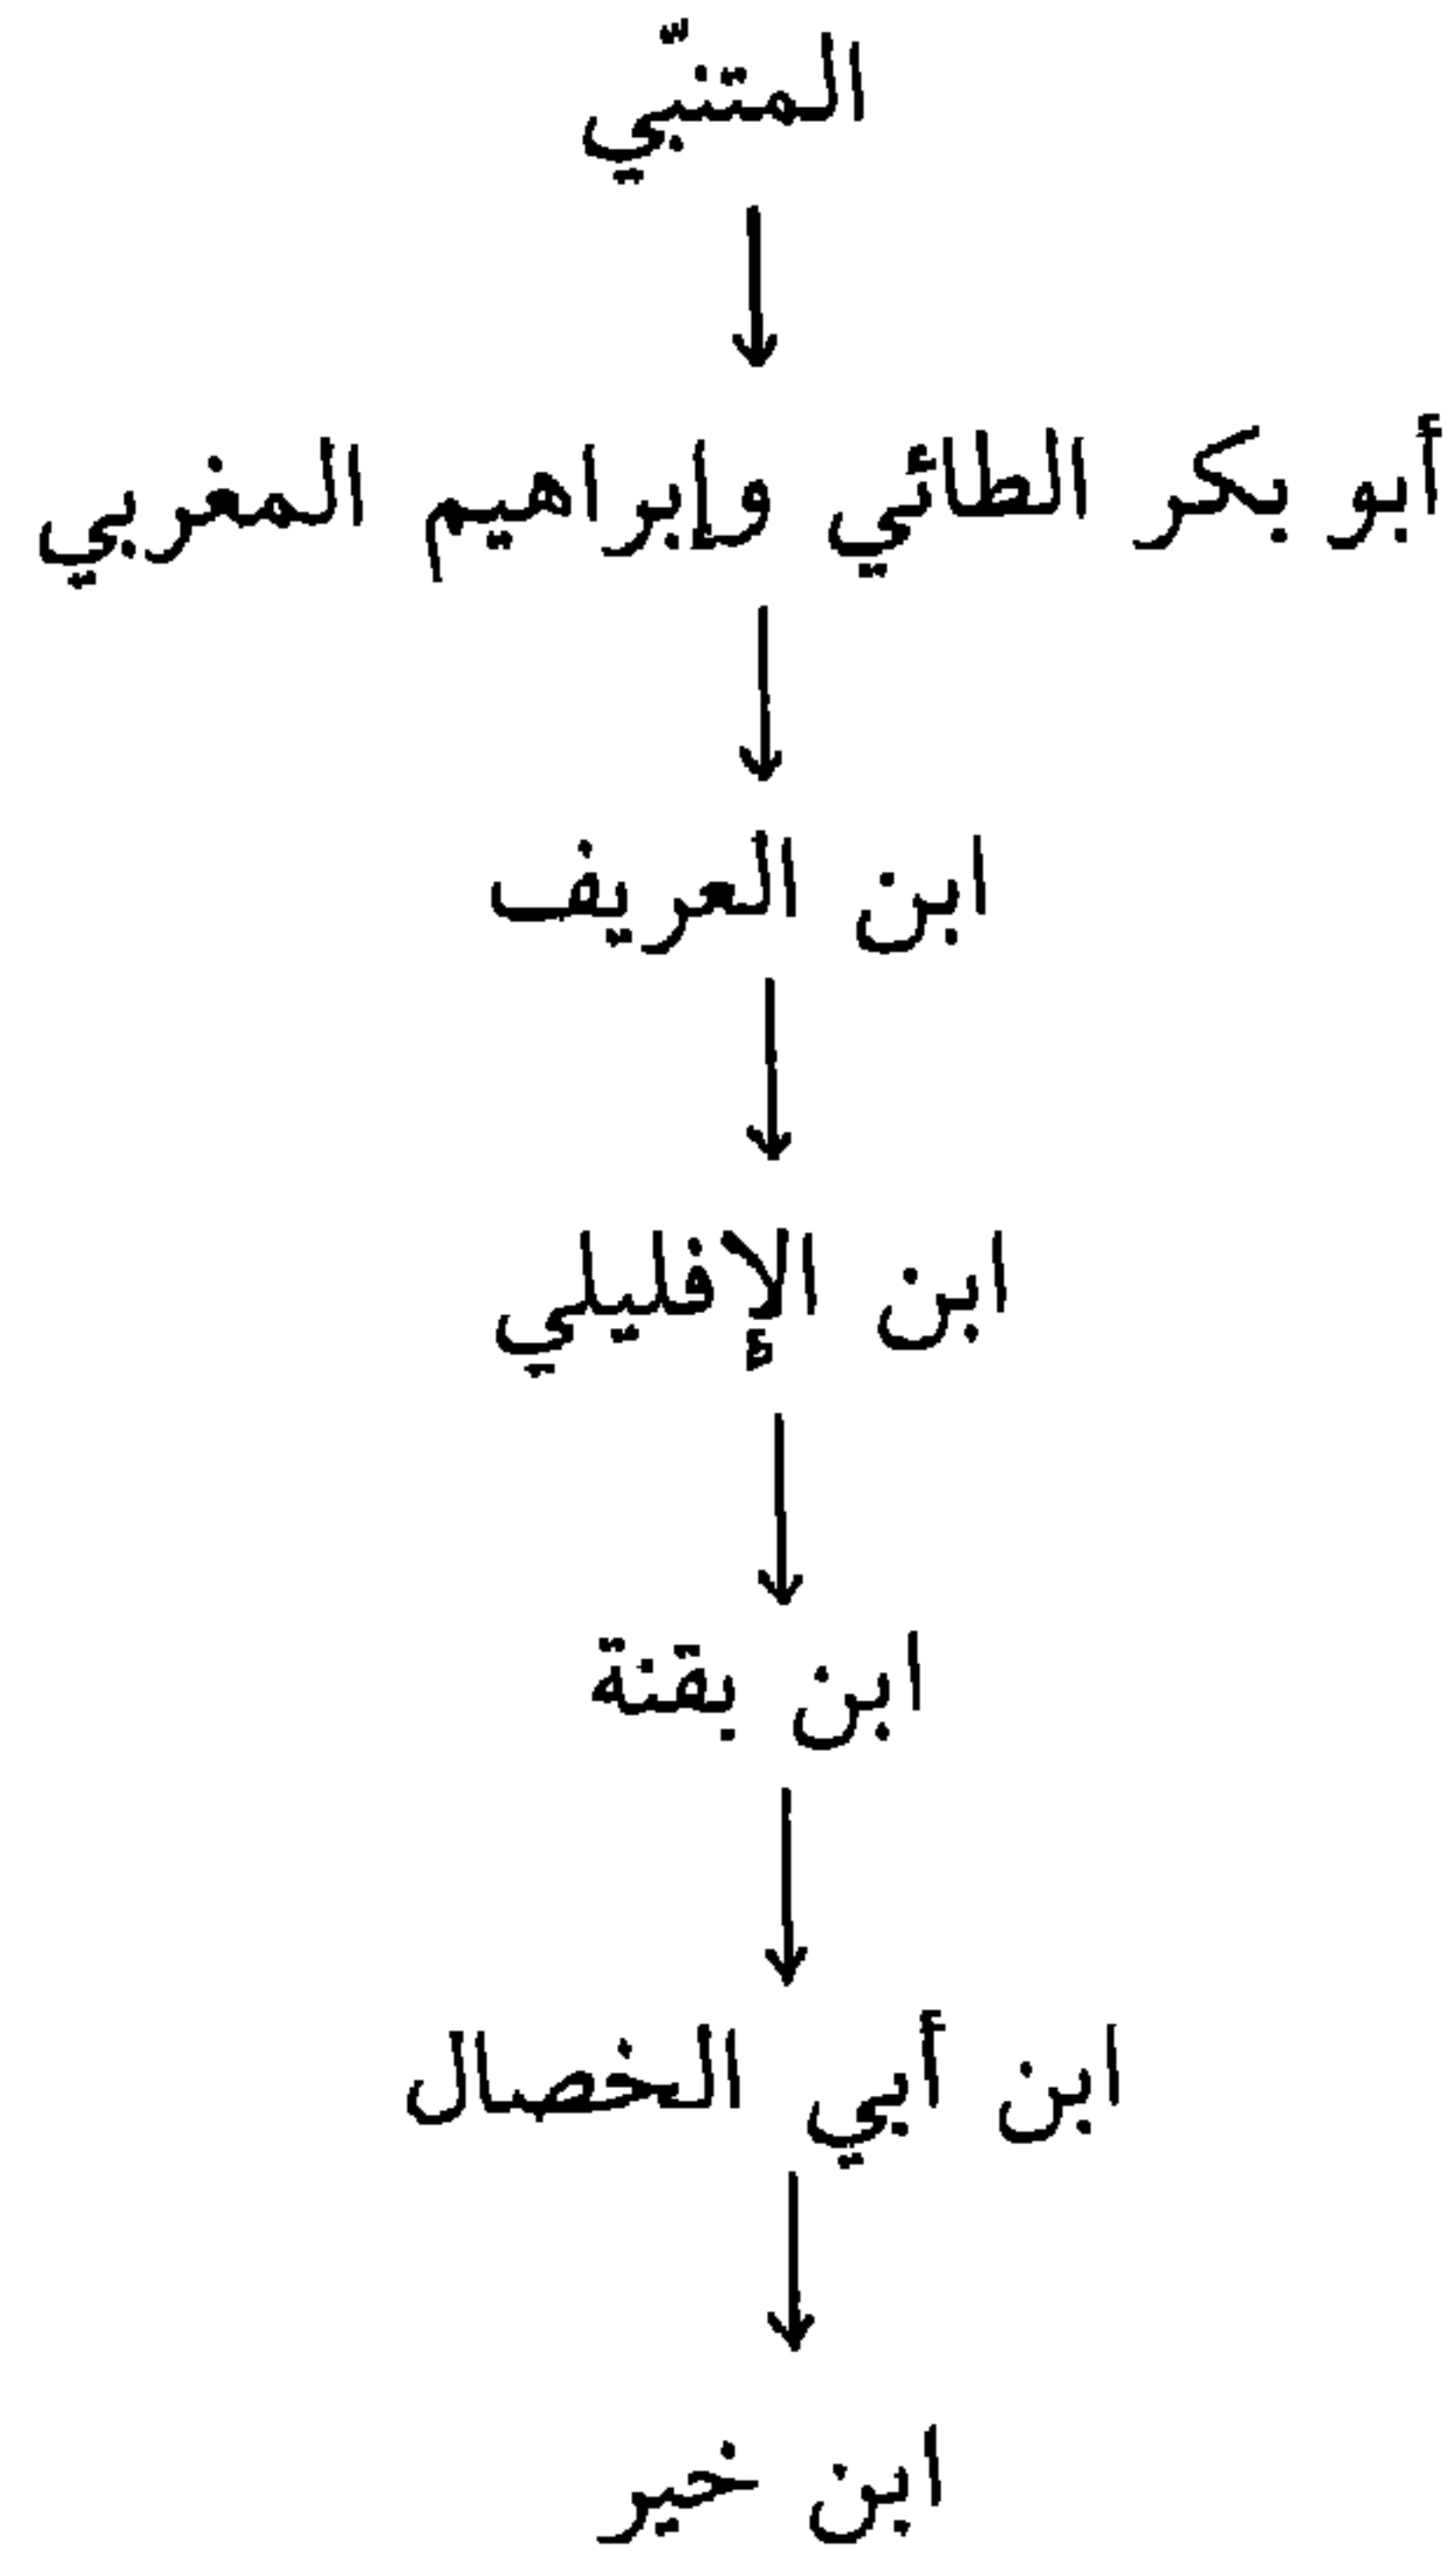 المتنبّي
أبو بكر الطائي وإبراهيم المغربي
ابن العريف
ابن الإفليلي
ابن بقنة
ابن أبي الخصال
ابن خير